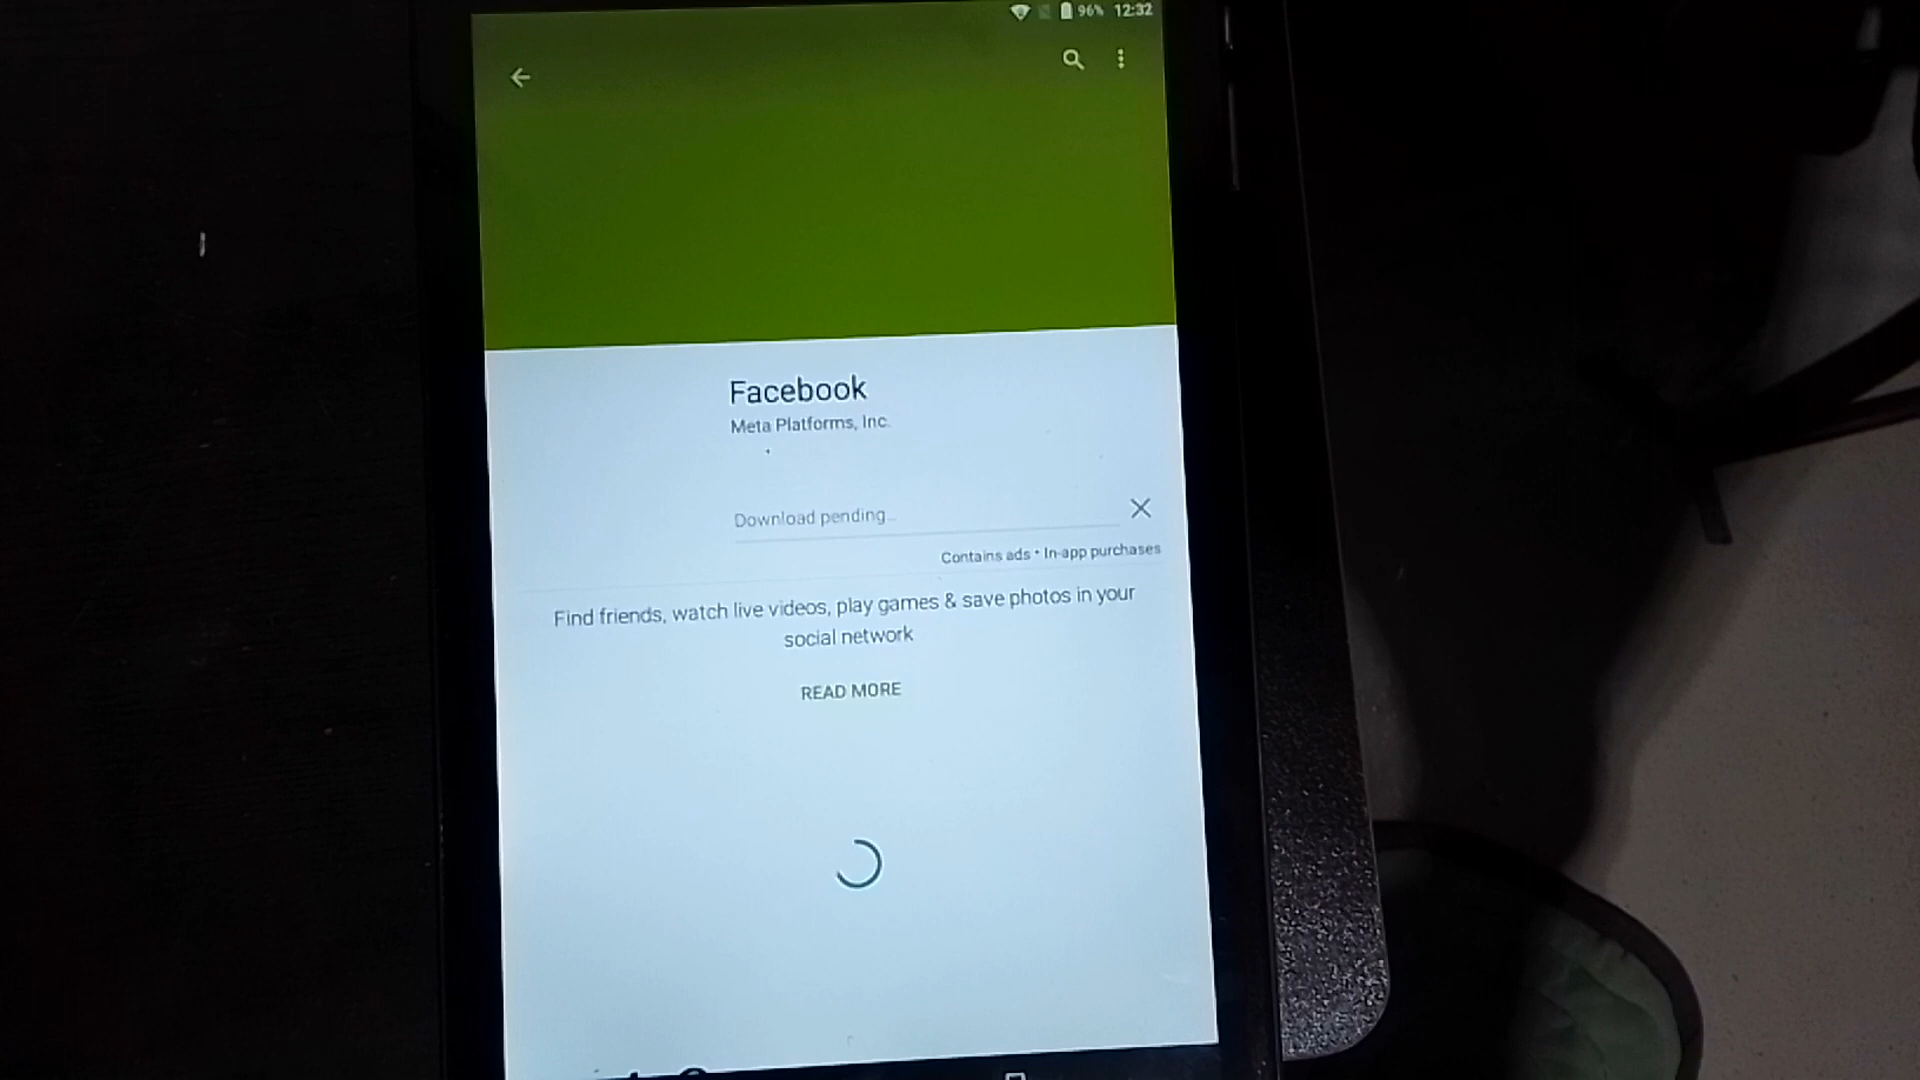 96% 12:32
Facebook
Meta Platforms, Inc.
Download pending...
Contains ads • In-app purchases
Find friends, watch live videos, play games & save photos in your
social network
READ MORE